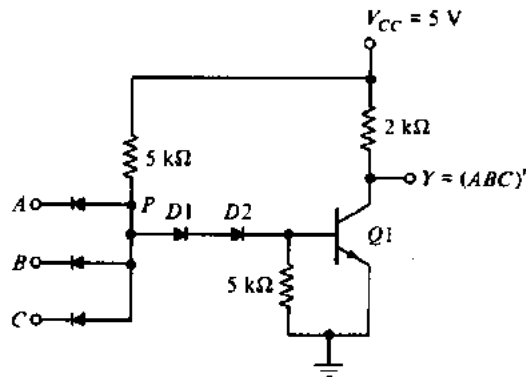 V_CC = 5 V
2 kΩ
5 kΩ
Y = (ABC)'
A
P
D1
D2
Q1
B
5 kΩ
C